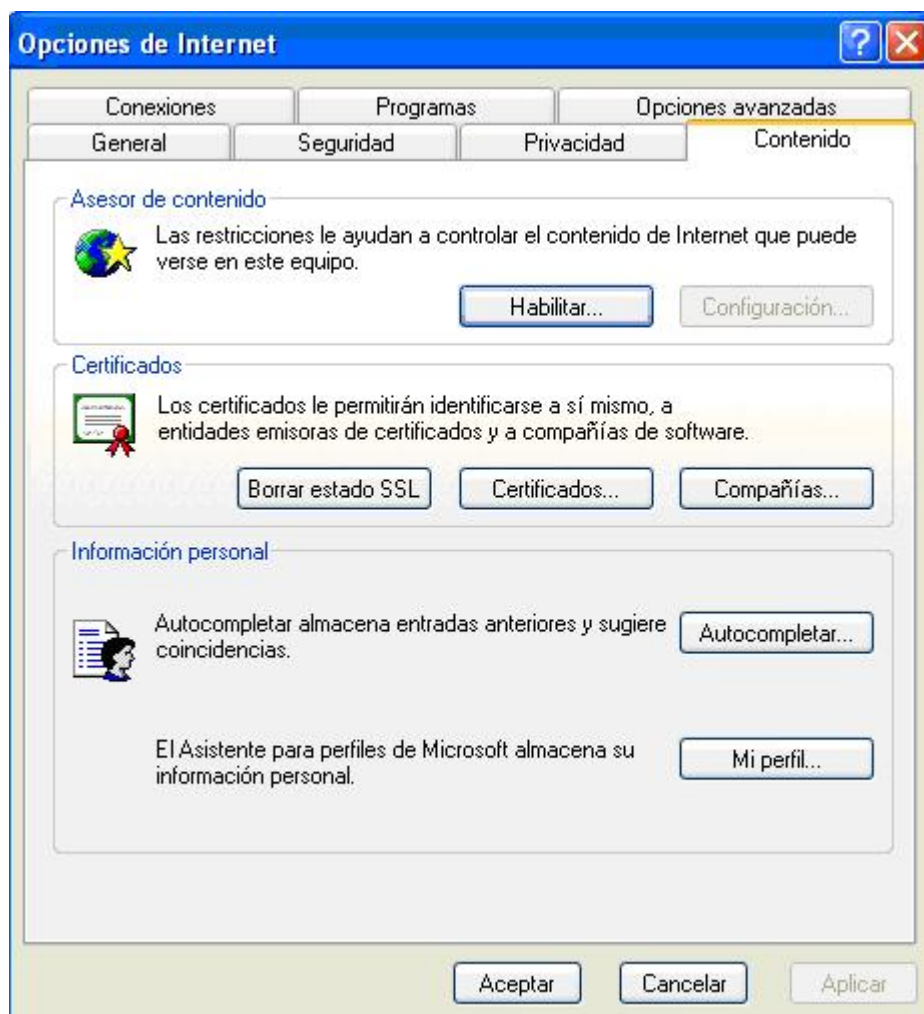 Opciones de Internet
Conexiones Programas Opciones avanzadas
General Seguridad Privacidad Contenido
Asesor de contenido
Las restricciones le ayudan a controlar el contenido de Internet que puede
verse en este equipo.
Habilitar... Configuración...
Certificados
Los certificados le permitirán identificarse a sí mismo, a
entidades emisoras de certificados y a compañías de software.
Borrar estado SSL Certificados... Compañías...
Información personal
Autocompletar almacena entradas anteriores y sugiere
coincidencias.
Autocompletar...
El Asistente para perfiles de Microsoft almacena su
información personal.
Mi perfil...
Aceptar Cancelar Aplicar